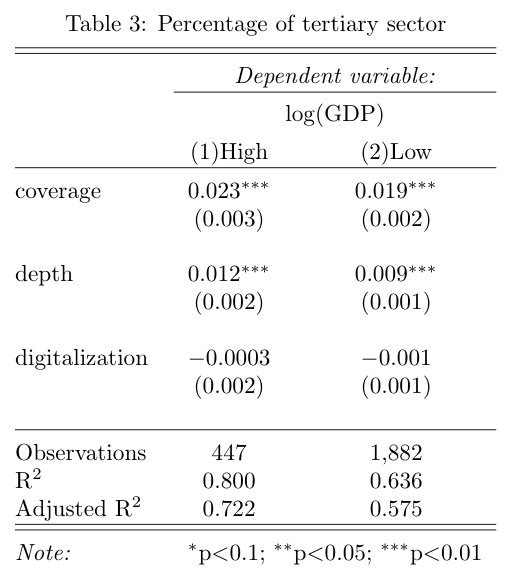 Table 3: Percentage of tertiary sector
Dependent variable:
log(GDP)
(1)High (2)Low
coverage 0.023*** 0.019***
(0.003) (0.002)
depth 0.012*** 0.009***
(0.002) (0.001)
digitalization −0.0003 −0.001
(0.002) (0.001)
Observations 447 1,882
R² 0.800 0.636
Adjusted R² 0.722 0.575
Note: *p<0.1; **p<0.05; ***p<0.01